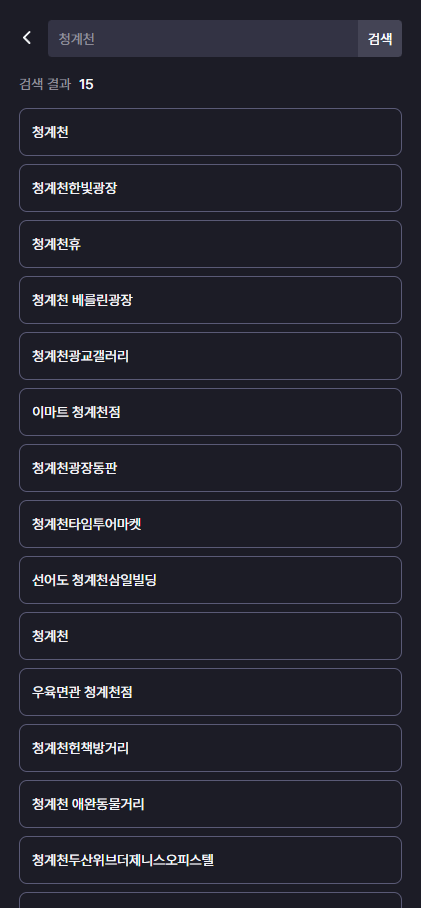 청계천
검색
검색 결과 15
청계천
청계천한빛광장
청계천휴
청계천 베를린광장
청계천광교갤러리
이마트 청계천점
청계천광장동판
청계천타임투어마켓
선어도 청계천삼일빌딩
청계천
우육면관 청계천점
청계천헌책방거리
청계천 애완동물거리
청계천두산위브더제니스오피스텔